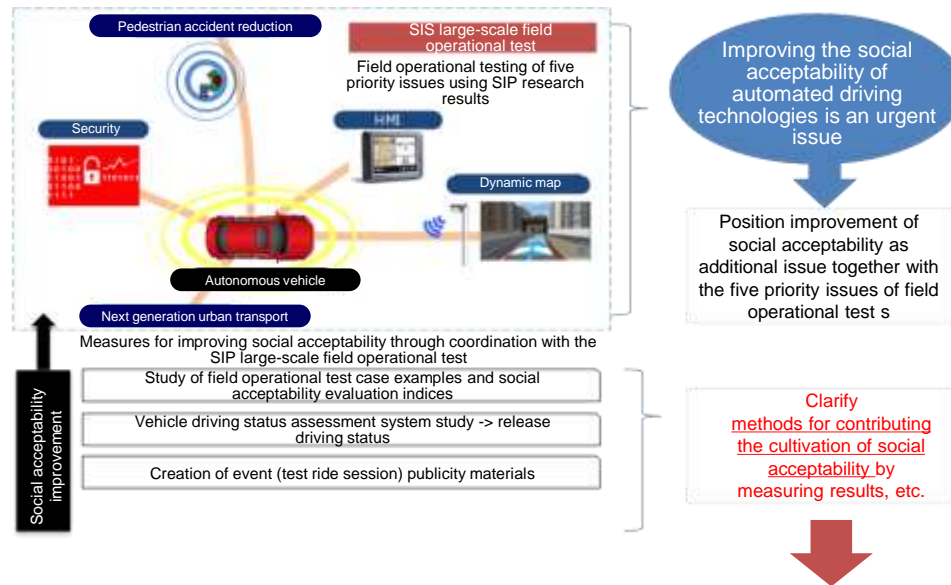 Pedestrian accident reduction
SIS large-scale field
operational test
Field operational testing of five
priority issues using SIP research
results
HMI
Security
Dynamic map
Autonomous vehicle
Next generation urban transport
Improving the social
acceptability of
automated driving
technologies is an urgent
issue
Position improvement of
social acceptability as
additional issue together with
the five priority issues of field
operational test s
Measures for improving social acceptability through coordination with the
SIP large-scale field operational test
Social acceptability
improvement
Study of field operational test case examples and social
acceptability evaluation indices
Vehicle driving status assessment system study -> release
driving status
Creation of event (test ride session) publicity materials
Clarify
methods for contributing
the cultivation of social
acceptability by
measuring results, etc.